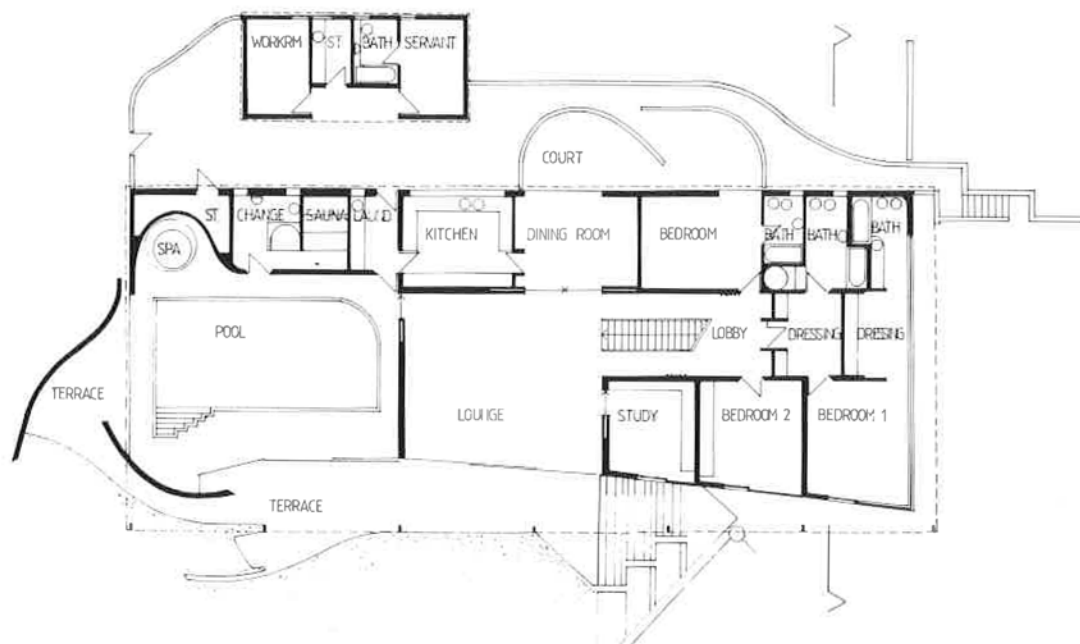 WORKRM ST BATH SERVANT
COURT
ST CHANGE SAUNA LAUND KITCHEN DINING ROOM BEDROOM BATH BATH BATH
SPA
POOL LOBBY DRESSING DRESSING
TERRACE
LOUNGE STUDY BEDROOM 2 BEDROOM 1
TERRACE